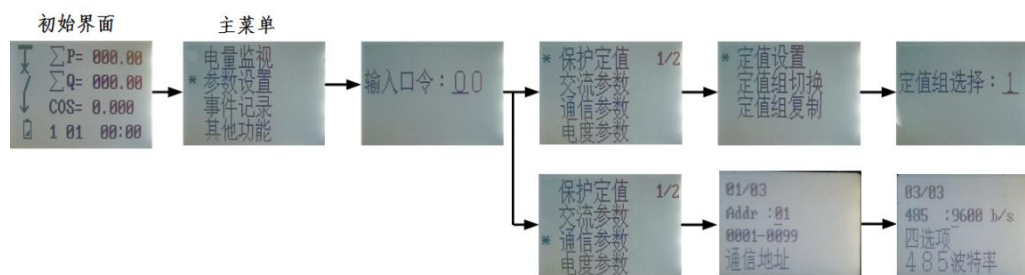 初始界面
∑P= 000.00
∑Q= 000.00
COS= 0.000
1 01 00:00
主菜单
电量监视
* 参数设置
事件记录
其他功能
输入口令：00
* 保护定值 1/2
交流参数
通信参数
电度参数
* 定值设置
定值组切换
定值组复制
定值组选择：1
保护定值 1/2
交流参数
* 通信参数
电度参数
01/03
Addr :01
0001-0099
通信地址
03/03
485 :9600 b/s
四选项
485波特率